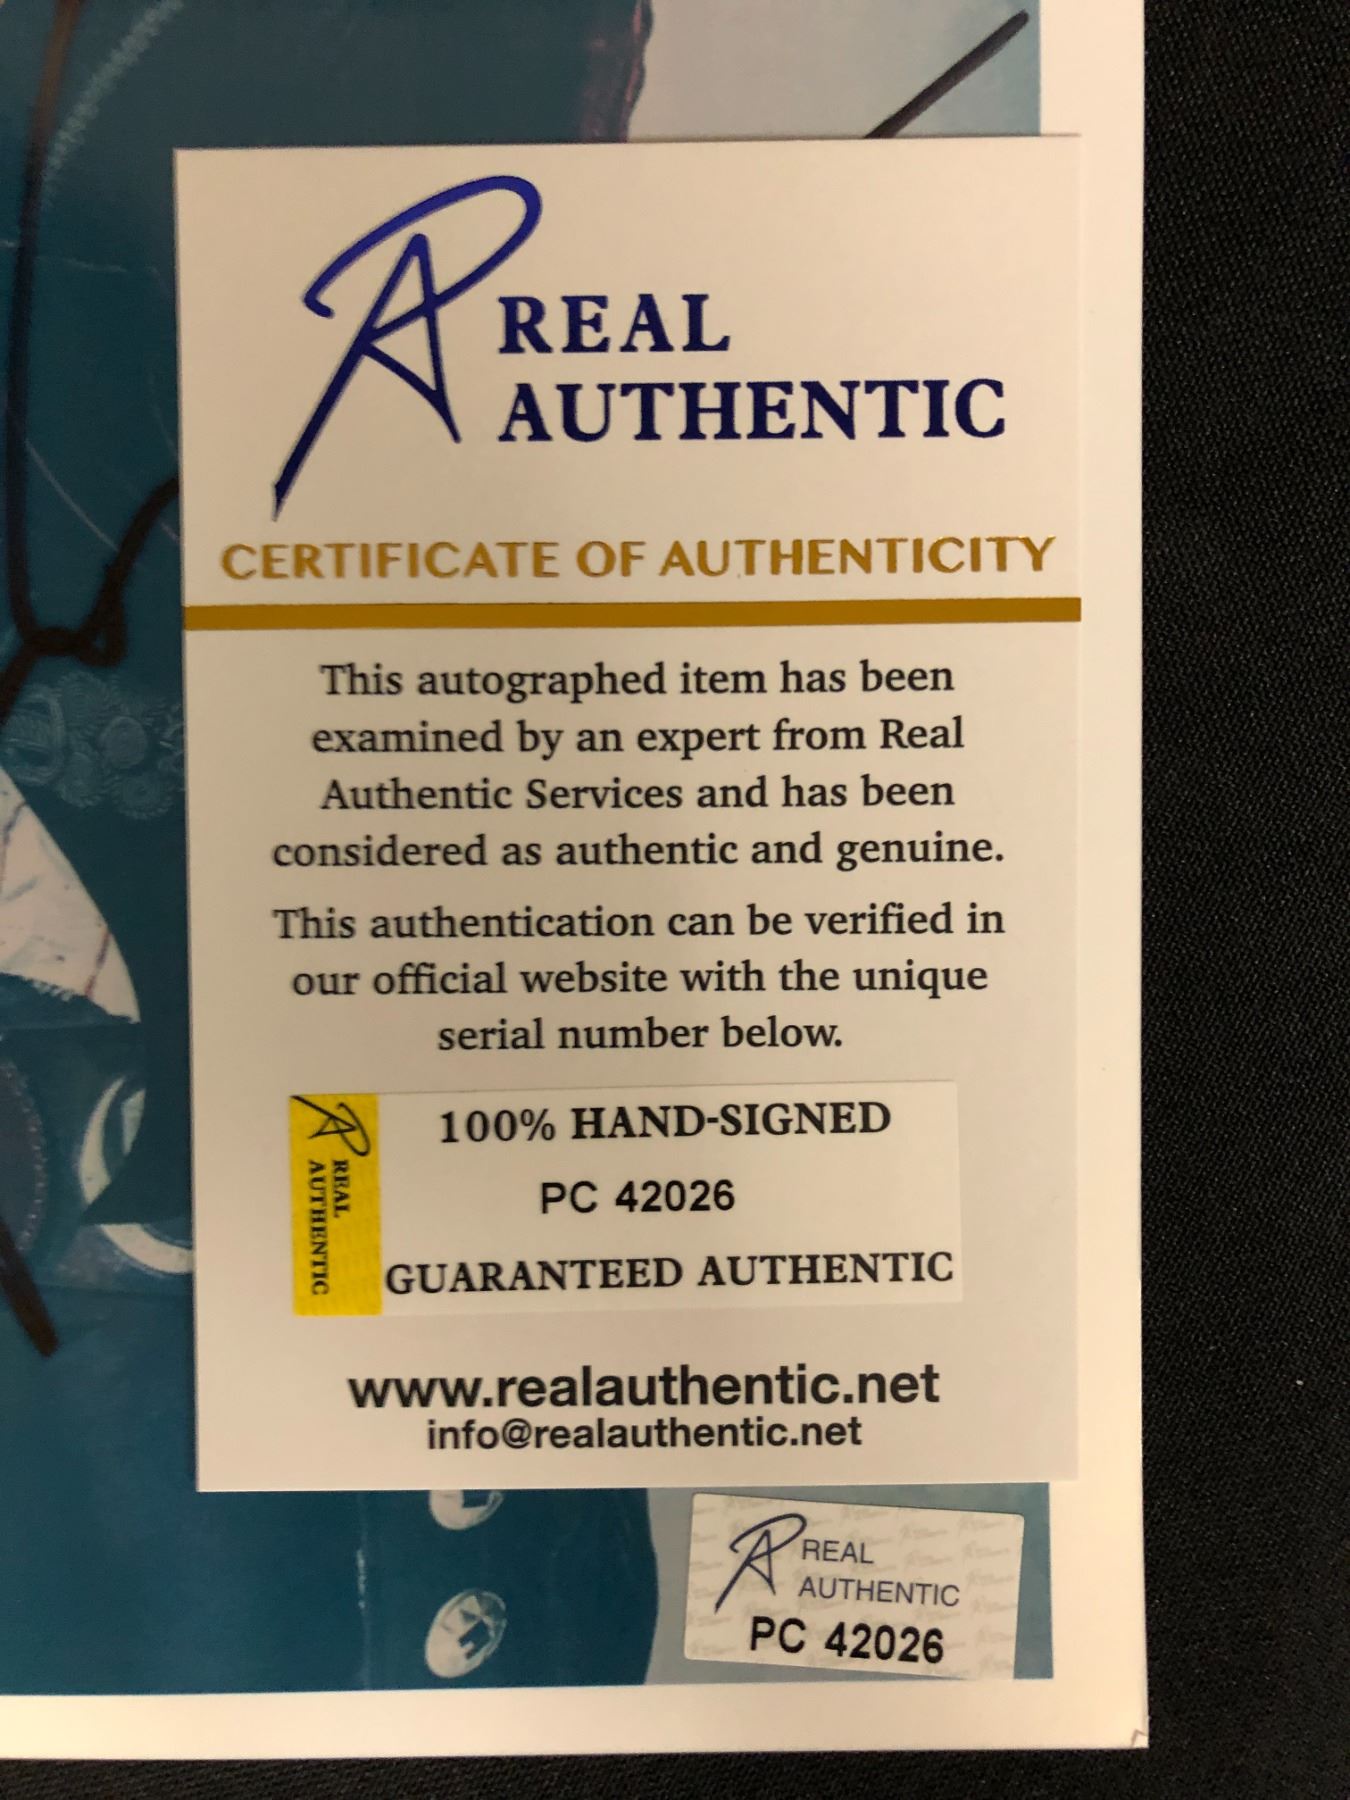 REAL
AUTHENTIC
CERTIFICATE OF AUTHENTICITY
This autographed item has been
examined by an expert from Real
Authentic Services and has been
considered as authentic and genuine.
This authentication can be verified in
our official website with the unique
serial number below.
REAL
AUTHENTIC
100% HAND-SIGNED
PC 42026
GUARANTEED AUTHENTIC
www.realauthentic.net
info@realauthentic.net
REAL
AUTHENTIC
PC 42026